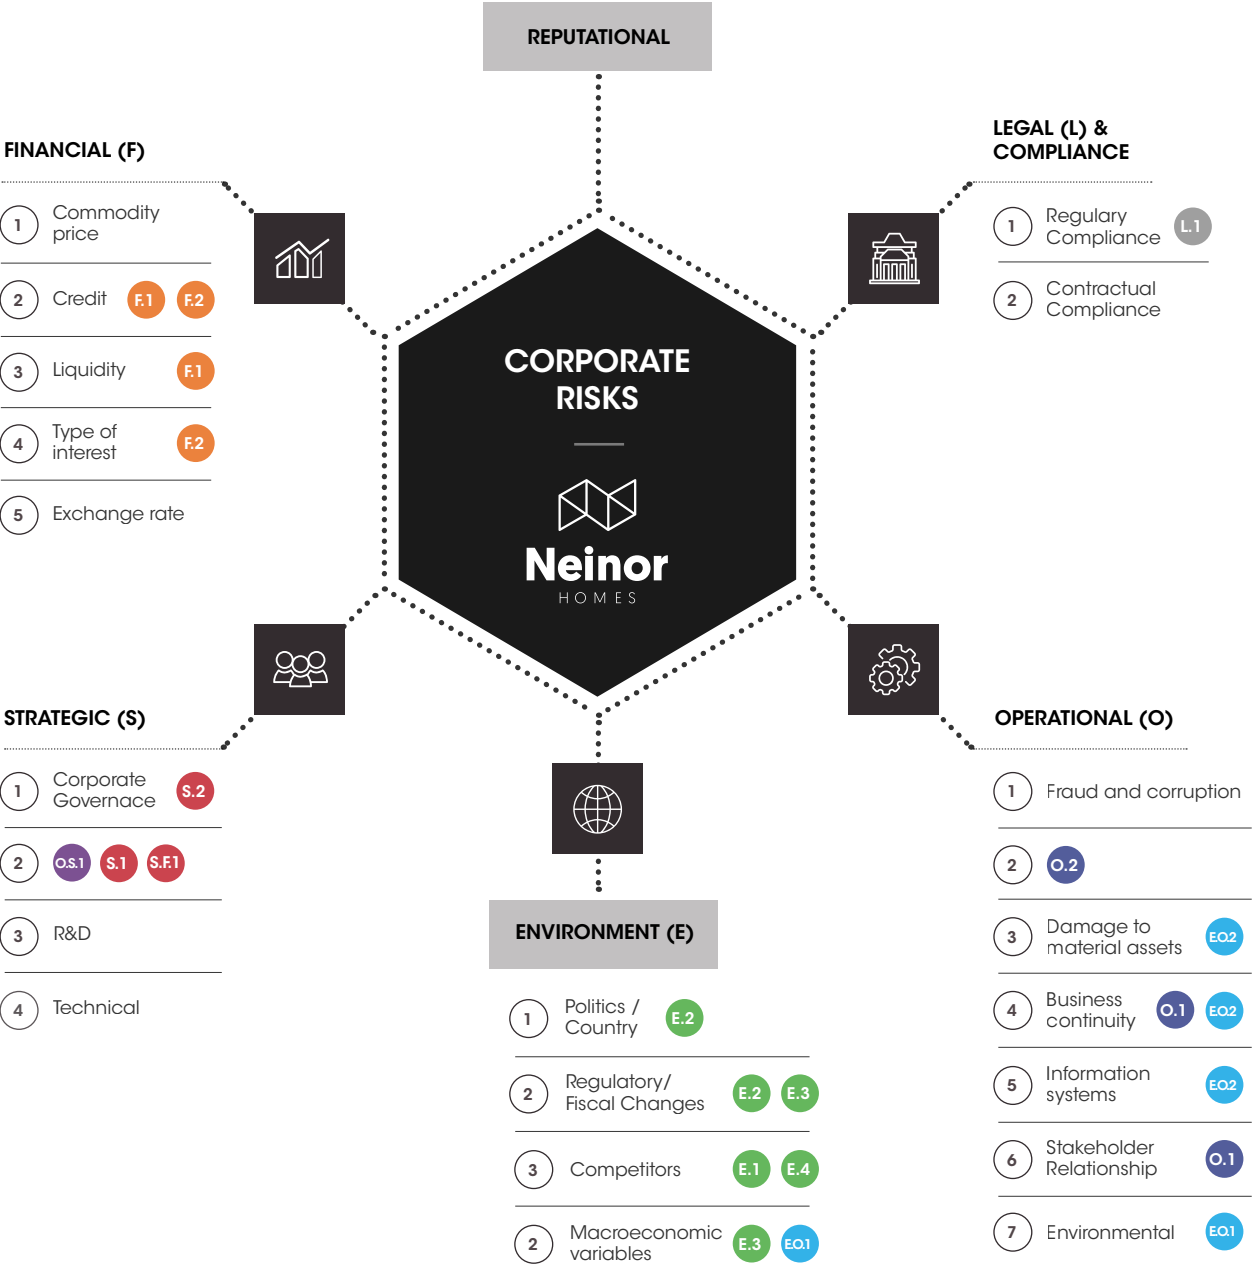 REPUTATIONAL
FINANCIAL (F)
1 Commodity
price
2 Credit F.1 F.2
3 Liquidity F.1
4 Type of
interest F.2
5 Exchange rate
LEGAL (L) &
COMPLIANCE
1 Regulary
Compliance L.1
2 Contractual
Compliance
CORPORATE
RISKS
Neinor
HOMES
STRATEGIC (S)
1 Corporate
Governace S.2
2 O.S.1 S.1 S.F.1
3 R&D
4 Technical
ENVIRONMENT (E)
1 Politics /
Country E.2
2 Regulatory/
Fiscal Changes E.2 E.3
3 Competitors E.1 E.4
2 Macroeconomic
variables E.3 E.O.1
OPERATIONAL (O)
1 Fraud and corruption
2 O.2
3 Damage to
material assets E.O.2
4 Business
continuity O.1 E.O.2
5 Information
systems E.O.2
6 Stakeholder
Relationship O.1
7 Environmental E.O.1